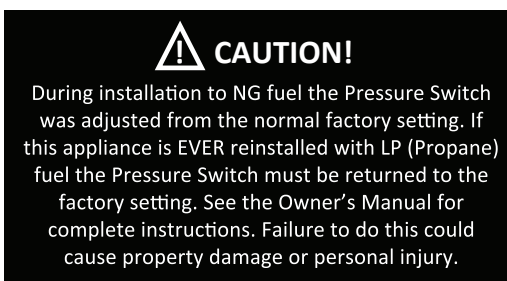 CAUTION!
During installation to NG fuel the Pressure Switch
was adjusted from the normal factory setting. If
this appliance is EVER reinstalled with LP (Propane)
fuel the Pressure Switch must be returned to the
factory setting. See the Owner's Manual for
complete instructions. Failure to do this could
cause property damage or personal injury.